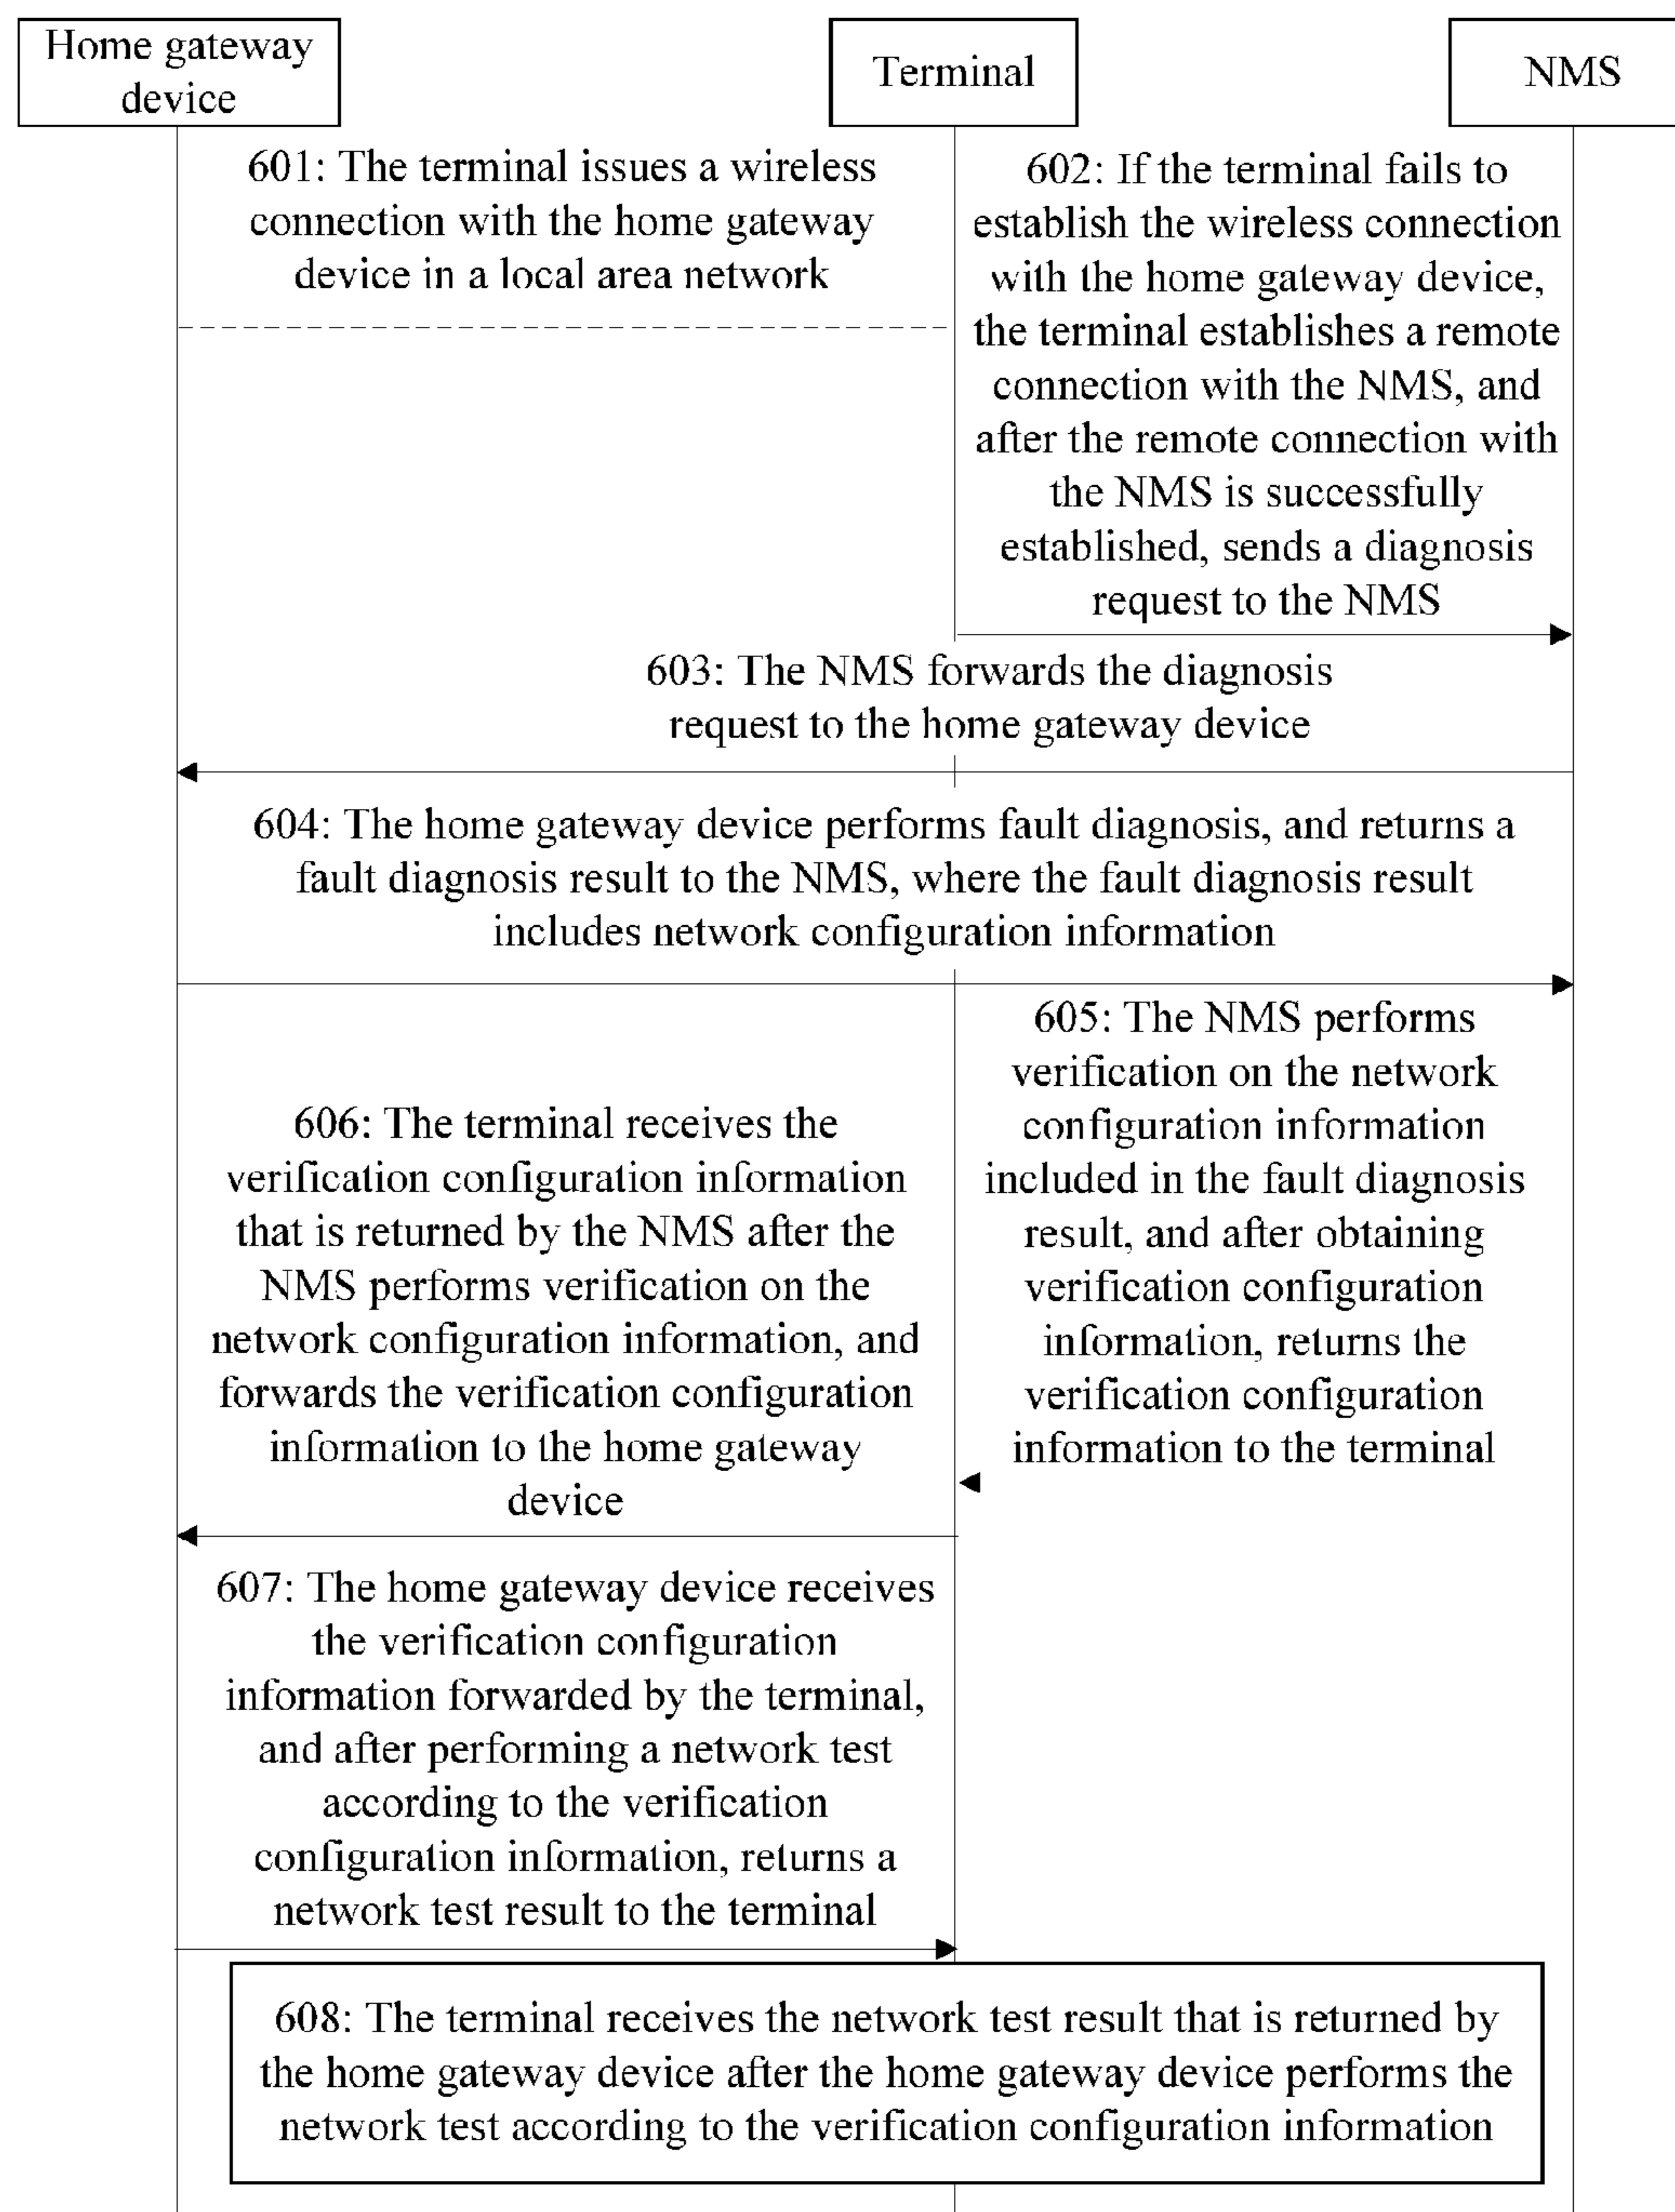 Home gateway
device
Terminal
NMS
601: The terminal issues a wireless
connection with the home gateway
device in a local area network
602: If the terminal fails to
establish the wireless connection
with the home gateway device,
the terminal establishes a remote
connection with the NMS, and
after the remote connection with
the NMS is successfully
established, sends a diagnosis
request to the NMS
603: The NMS forwards the diagnosis
request to the home gateway device
604: The home gateway device performs fault diagnosis, and returns a
fault diagnosis result to the NMS, where the fault diagnosis result
includes network configuration information
605: The NMS performs
verification on the network
configuration information
included in the fault diagnosis
result, and after obtaining
verification configuration
information, returns the
verification configuration
information to the terminal
606: The terminal receives the
verification configuration information
that is returned by the NMS after the
NMS performs verification on the
network configuration information, and
forwards the verification configuration
information to the home gateway
device
607: The home gateway device receives
the verification configuration
information forwarded by the terminal,
and after performing a network test
according to the verification
configuration information, returns a
network test result to the terminal
608: The terminal receives the network test result that is returned by
the home gateway device after the home gateway device performs the
network test according to the verification configuration information